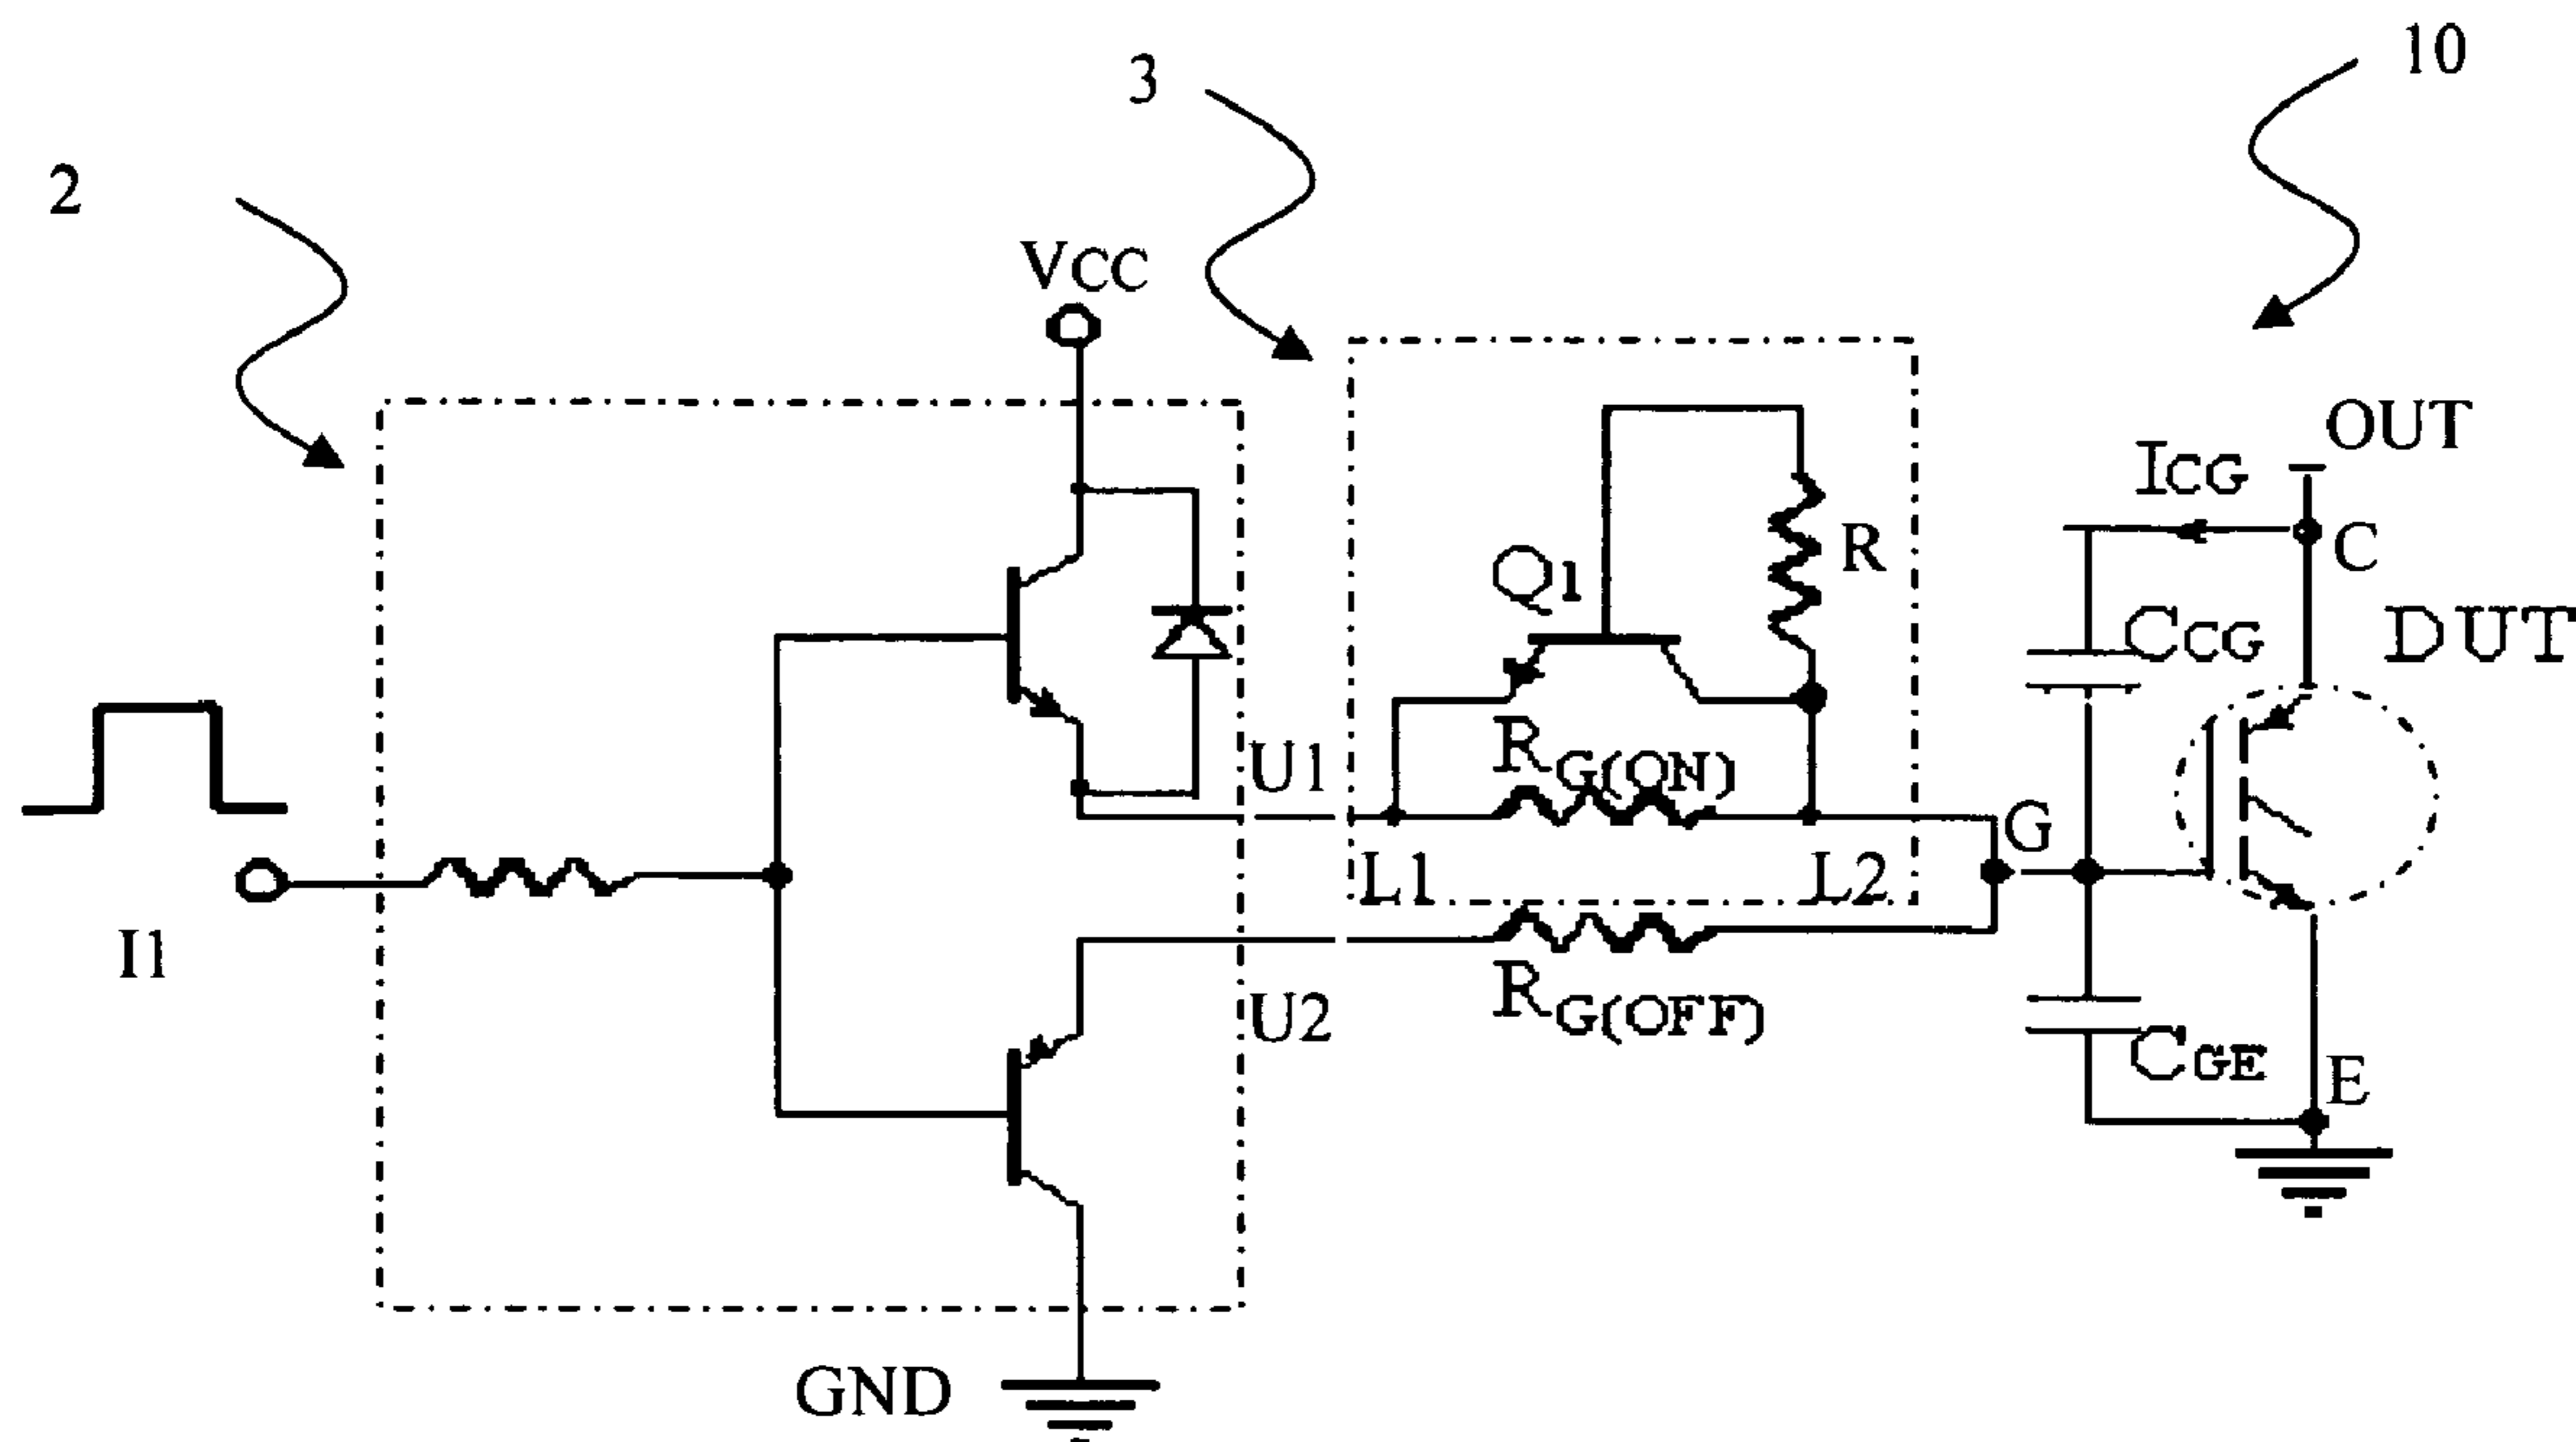 10
3
2
VCC
OUT
ICG
C
R
Q1
CCG
DUT
RG(ON)
U1
G
L1
L2
I1
RG(OFF)
U2
CGE
E
GND